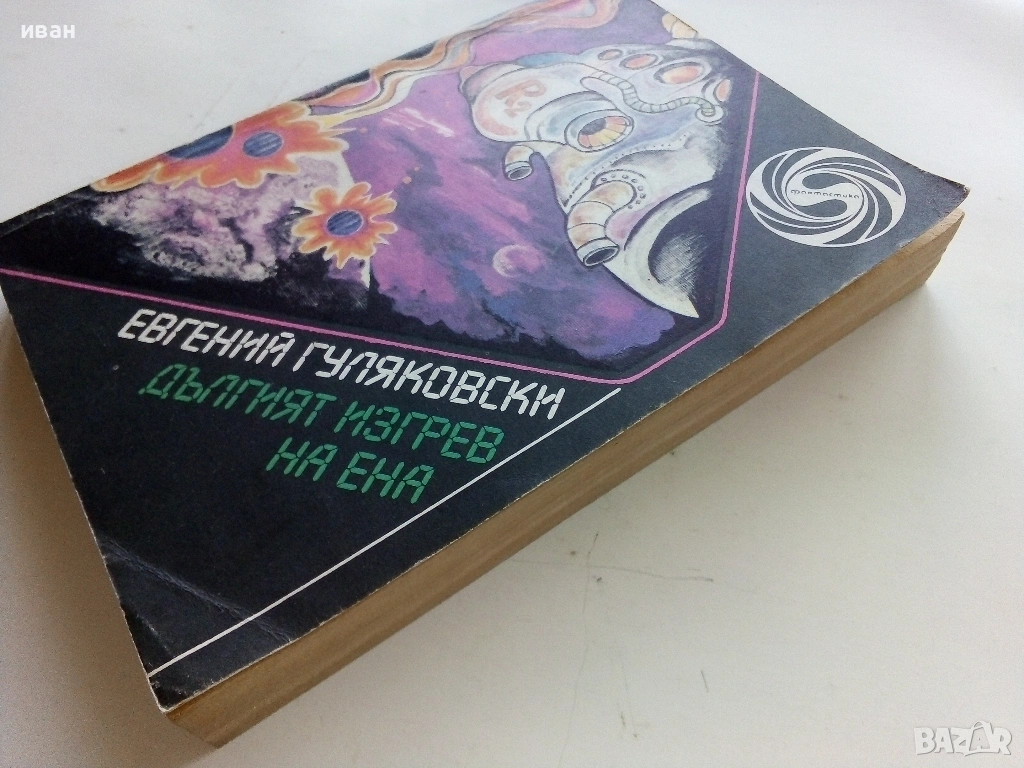 иван
фантастика
ЕВГЕНИЙ ГУЛЯКОВСКИ
ДЪЛГИЯТ ИЗГРЕВ
НА ЕНА
BAZAR